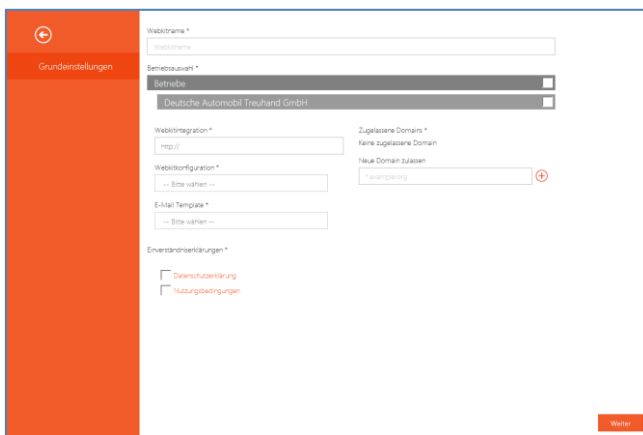 Grundeinstellungen
Webkitname *
Webkitname
Betriebsauswahl *
Betriebe
Deutsche Automobil Treuhand GmbH
Webkitintegration *
http://
Webkitkonfiguration *
--- Bitte wählen ---
E-Mail Template *
--- Bitte wählen ---
Zugelassene Domains *
Keine zugelassene Domain
Neue Domain zulassen
*.example.org
Einverständniserklärungen *
Datenschutzerklärung
Nutzungsbedingungen
Weiter